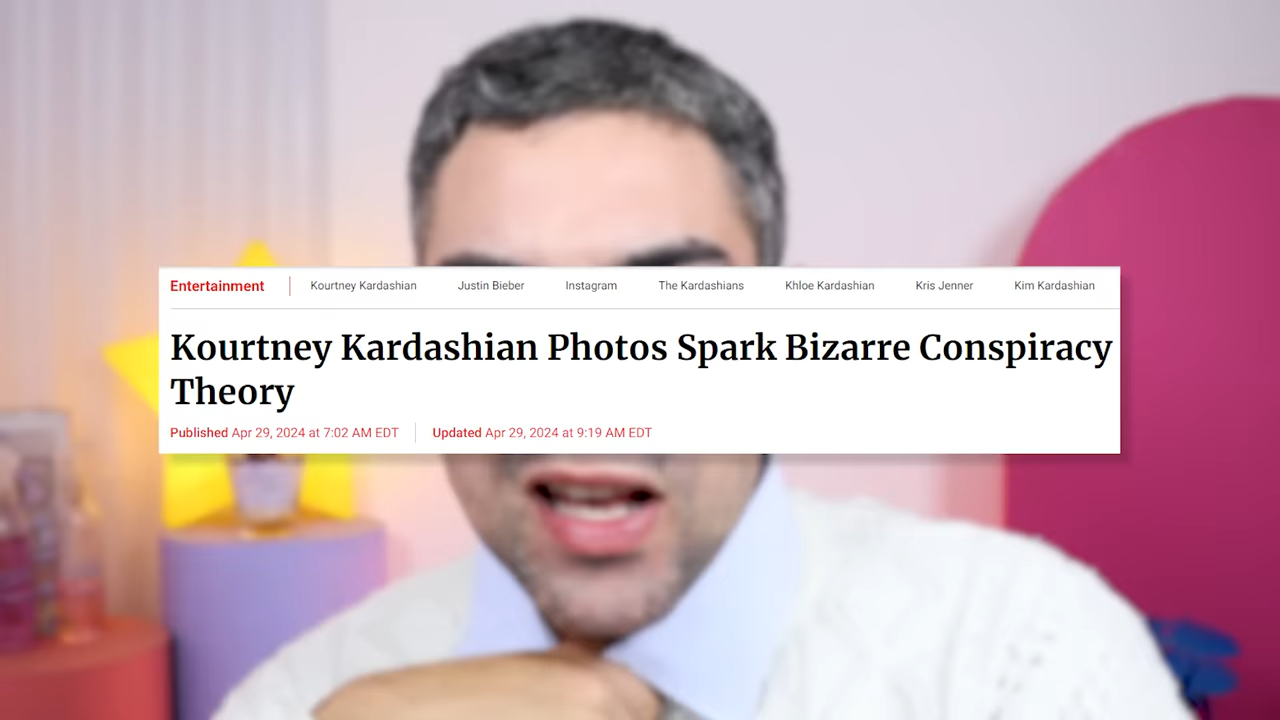 Entertainment Kourtney Kardashian Justin Bieber Instagram The Kardashians Khloe Kardashian Kris Jenner Kim Kardashian
Kourtney Kardashian Photos Spark Bizarre Conspiracy
Theory
Published Apr 29, 2024 at 7:02 AM EDT Updated Apr 29, 2024 at 9:19 AM EDT